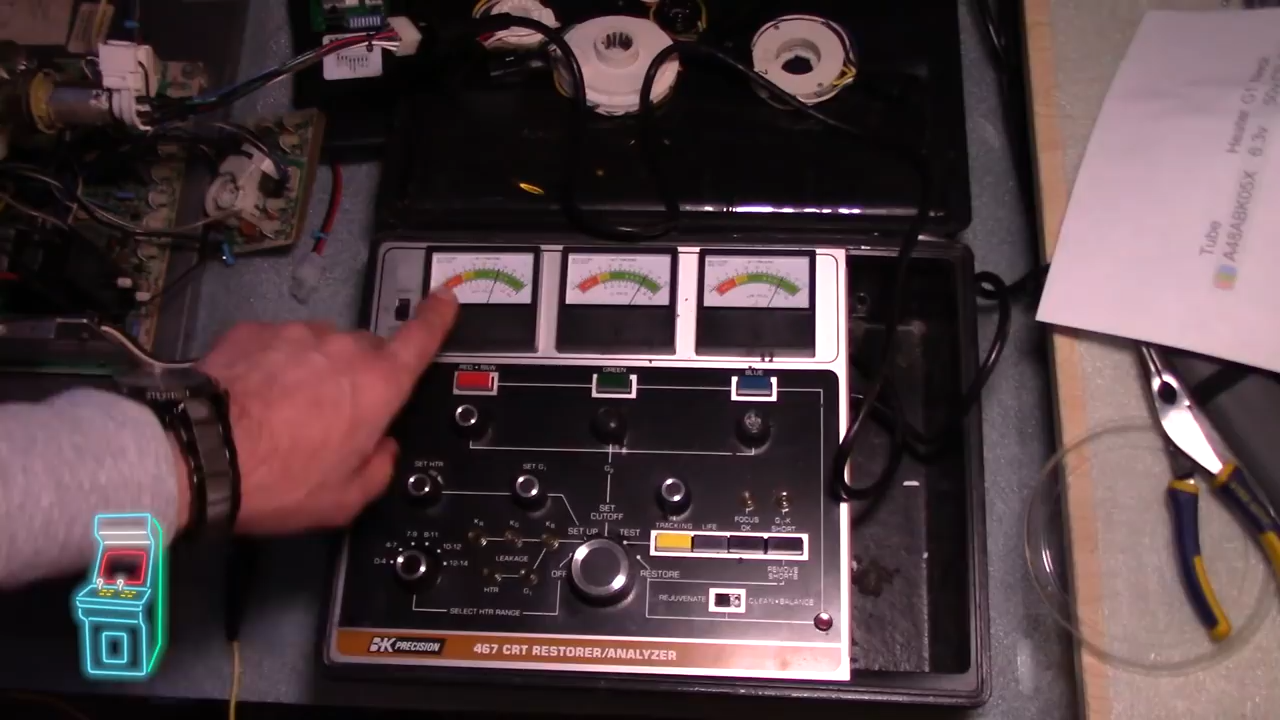 Tube Heater G1
A48ABK05X 6.3v
RED • B&W
GREEN
BLUE
SET HTR
SET G₁
G₂
SET CUTOFF
SET UP
TEST
OFF
RESTORE
TRACKING
LIFE
FOCUS OK
G₁-K SHORT
REMOVE SHORTS
KR
KG
KB
LEAKAGE
HTR
G₁
0-4
4-7
7-9
8-11
10-12
12-14
SELECT HTR RANGE
REJUVENATE
CLEAN • BALANCE
BK PRECISION
467 CRT RESTORER/ANALYZER